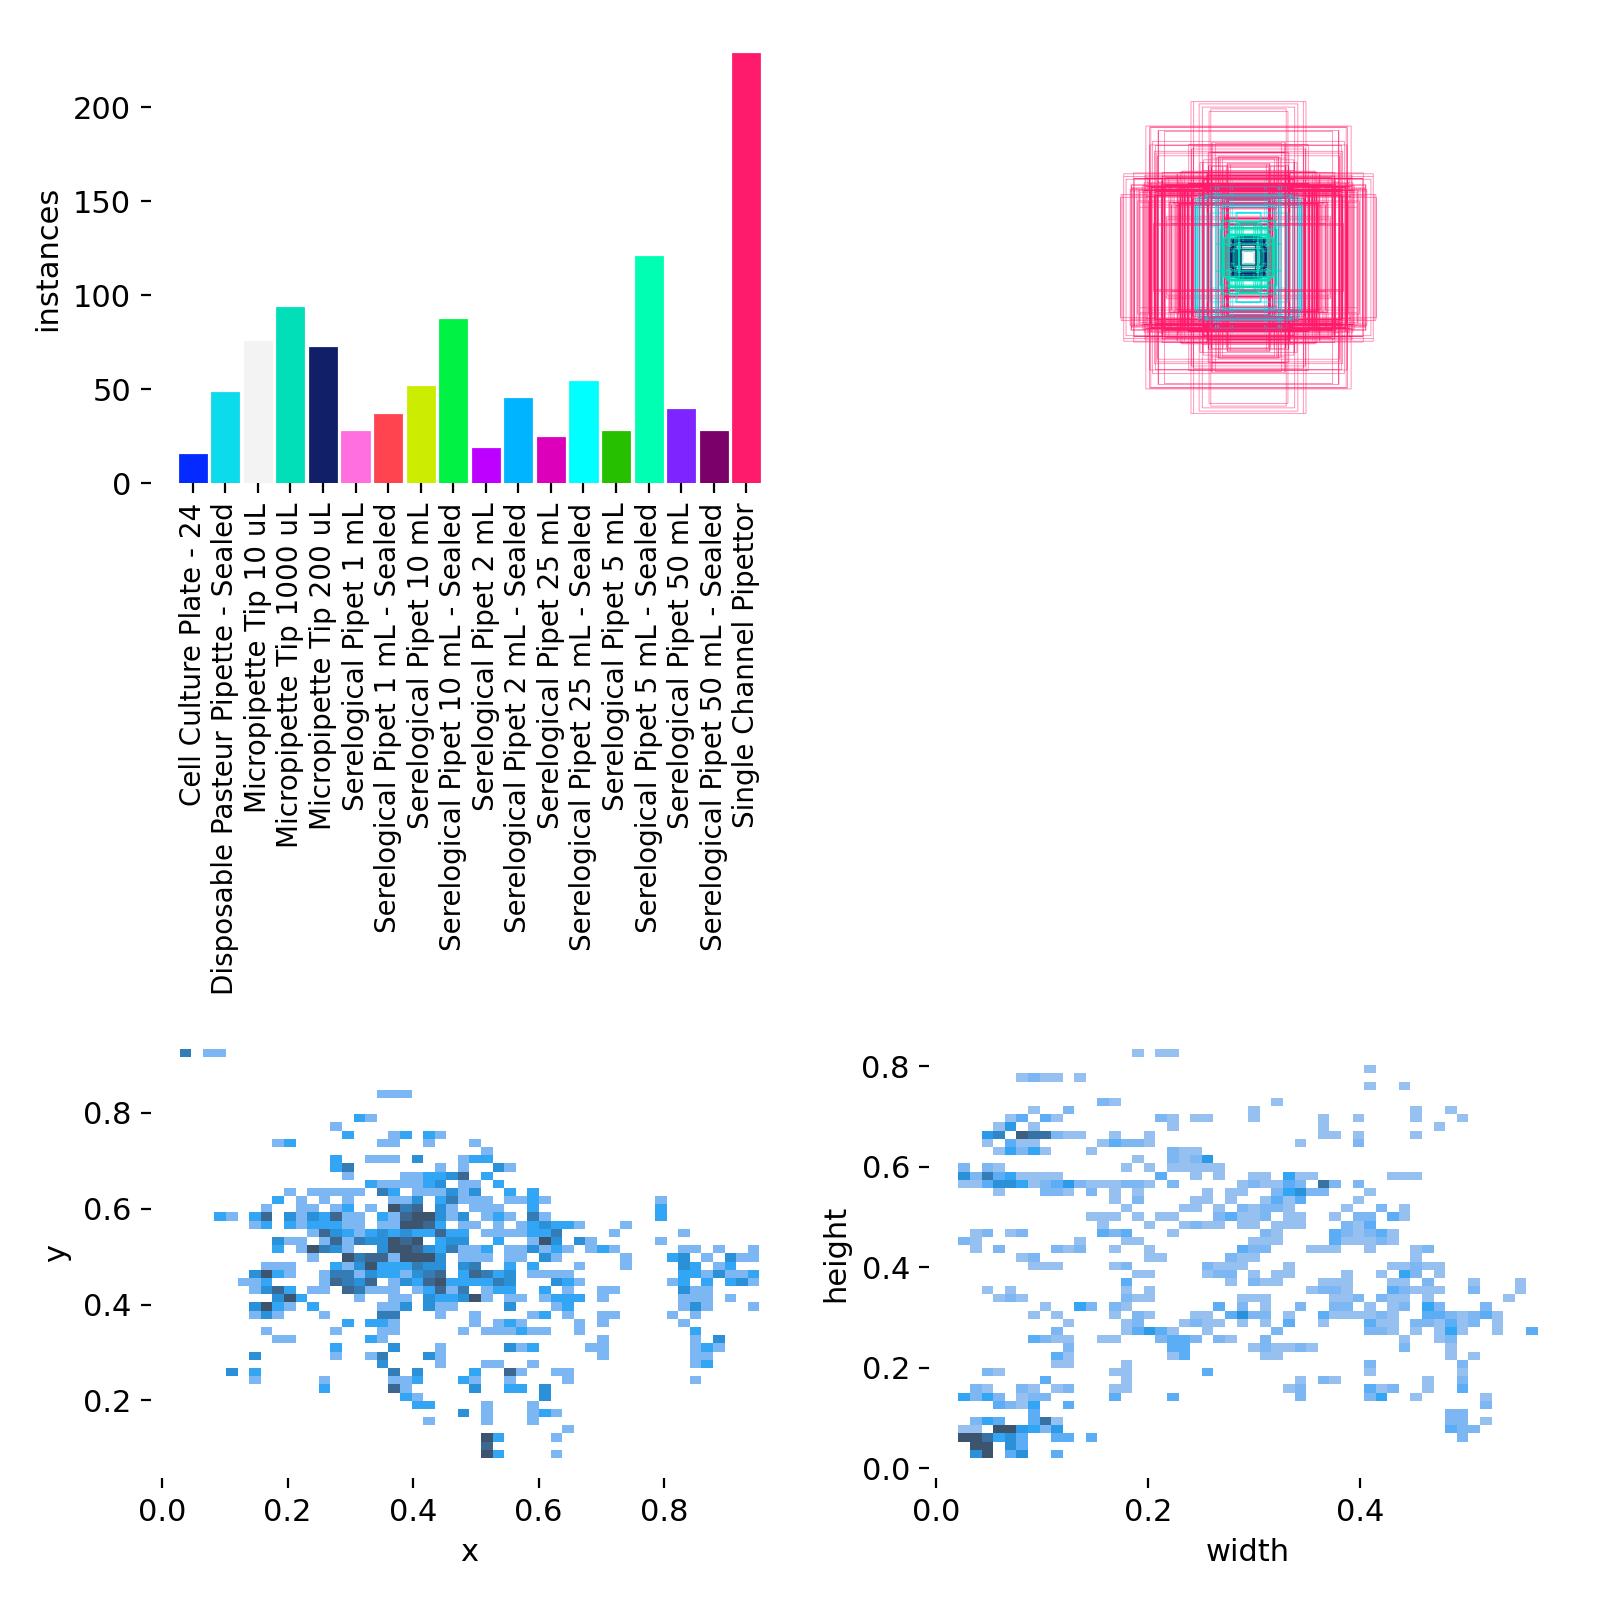 instances
200
150
100
50
0
Cell Culture Plate - 24
Disposable Pasteur Pipette - Sealed
Micropipette Tip 10 uL
Micropipette Tip 1000 uL
Micropipette Tip 200 uL
Serelogical Pipet 1 mL
Serelogical Pipet 1 mL - Sealed
Serelogical Pipet 10 mL
Serelogical Pipet 10 mL - Sealed
Serelogical Pipet 2 mL
Serelogical Pipet 2 mL - Sealed
Serelogical Pipet 25 mL
Serelogical Pipet 25 mL - Sealed
Serelogical Pipet 5 mL
Serelogical Pipet 5 mL - Sealed
Serelogical Pipet 50 mL
Serelogical Pipet 50 mL - Sealed
Single Channel Pipettor
y
0.8
0.6
0.4
0.2
0.0 0.2 0.4 0.6 0.8
x
height
0.8
0.6
0.4
0.2
0.0
0.0 0.2 0.4
width